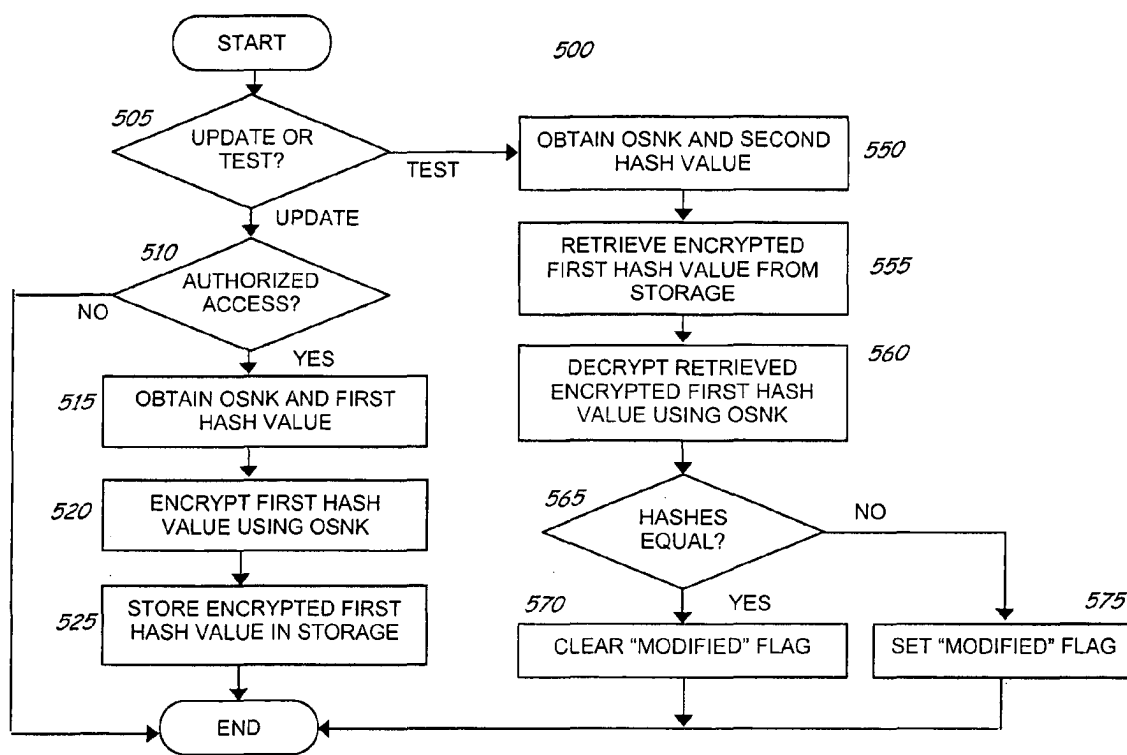 START
500
505
UPDATE OR
TEST?
TEST
UPDATE
510
AUTHORIZED
ACCESS?
NO
YES
515
OBTAIN OSNK AND FIRST
HASH VALUE
520
ENCRYPT FIRST HASH
VALUE USING OSNK
525
STORE ENCRYPTED FIRST
HASH VALUE IN STORAGE
END
OBTAIN OSNK AND SECOND
HASH VALUE
550
RETRIEVE ENCRYPTED
FIRST HASH VALUE FROM
STORAGE
555
DECRYPT RETRIEVED
ENCRYPTED FIRST HASH
VALUE USING OSNK
560
565
HASHES
EQUAL?
NO
YES
570
CLEAR “MODIFIED” FLAG
575
SET “MODIFIED” FLAG